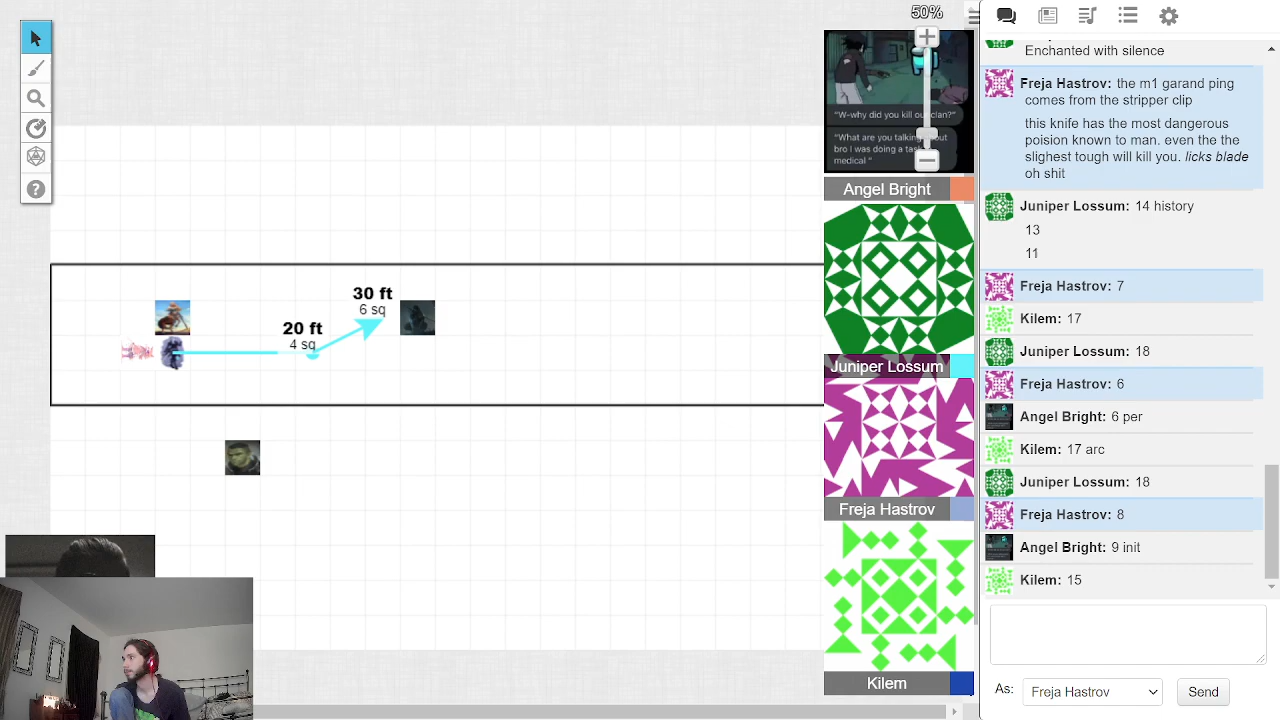 50%
"W-why did you kill our clan?"
"What are you talking about
bro I was doing a task
medical "
Angel Bright
Juniper Lossum
Freja Hastrov
Kilem
30 ft
6 sq
20 ft
4 sq
Enchanted with silence
Freja Hastrov: the m1 garand ping
comes from the stripper clip
this knife has the most dangerous
poision known to man. even the
slighest tough will kill you. licks blade
oh shit
Juniper Lossum: 14 history
13
11
Freja Hastrov: 7
Kilem: 17
Juniper Lossum: 18
Freja Hastrov: 6
Angel Bright: 6 per
Kilem: 17 arc
Juniper Lossum: 18
Freja Hastrov: 8
Angel Bright: 9 init
Kilem: 15
As:
Freja Hastrov
Send